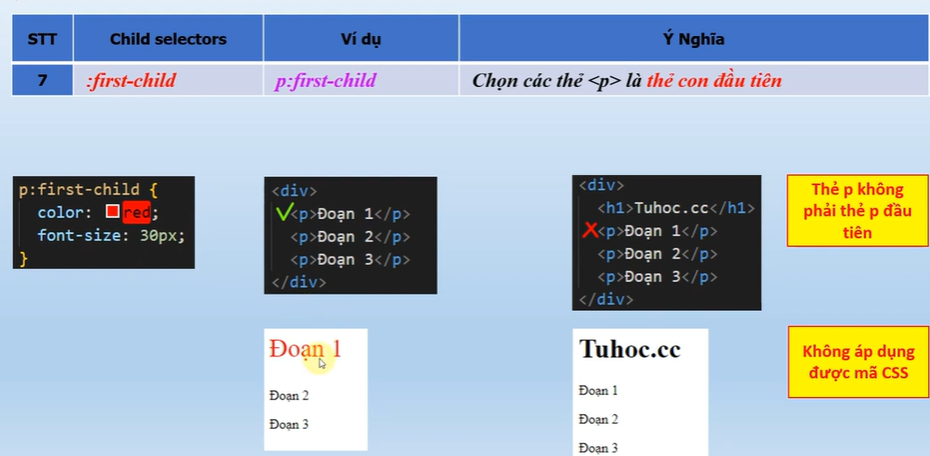 STT Child selectors Ví dụ Ý Nghĩa
7 :first-child p:first-child Chọn các thẻ <p> là thẻ con đầu tiên
p:first-child {
color: red;
font-size: 30px;
}
<div>
<p>Đoạn 1</p>
<p>Đoạn 2</p>
<p>Đoạn 3</p>
</div>
<div>
<h1>Tuhoc.cc</h1>
<p>Đoạn 1</p>
<p>Đoạn 2</p>
<p>Đoạn 3</p>
</div>
Thẻ p không
phải thẻ p đầu
tiên
Đoạn 1
Đoạn 2
Đoạn 3
Tuhoc.cc
Đoạn 1
Đoạn 2
Đoạn 3
Không áp dụng
được mã CSS